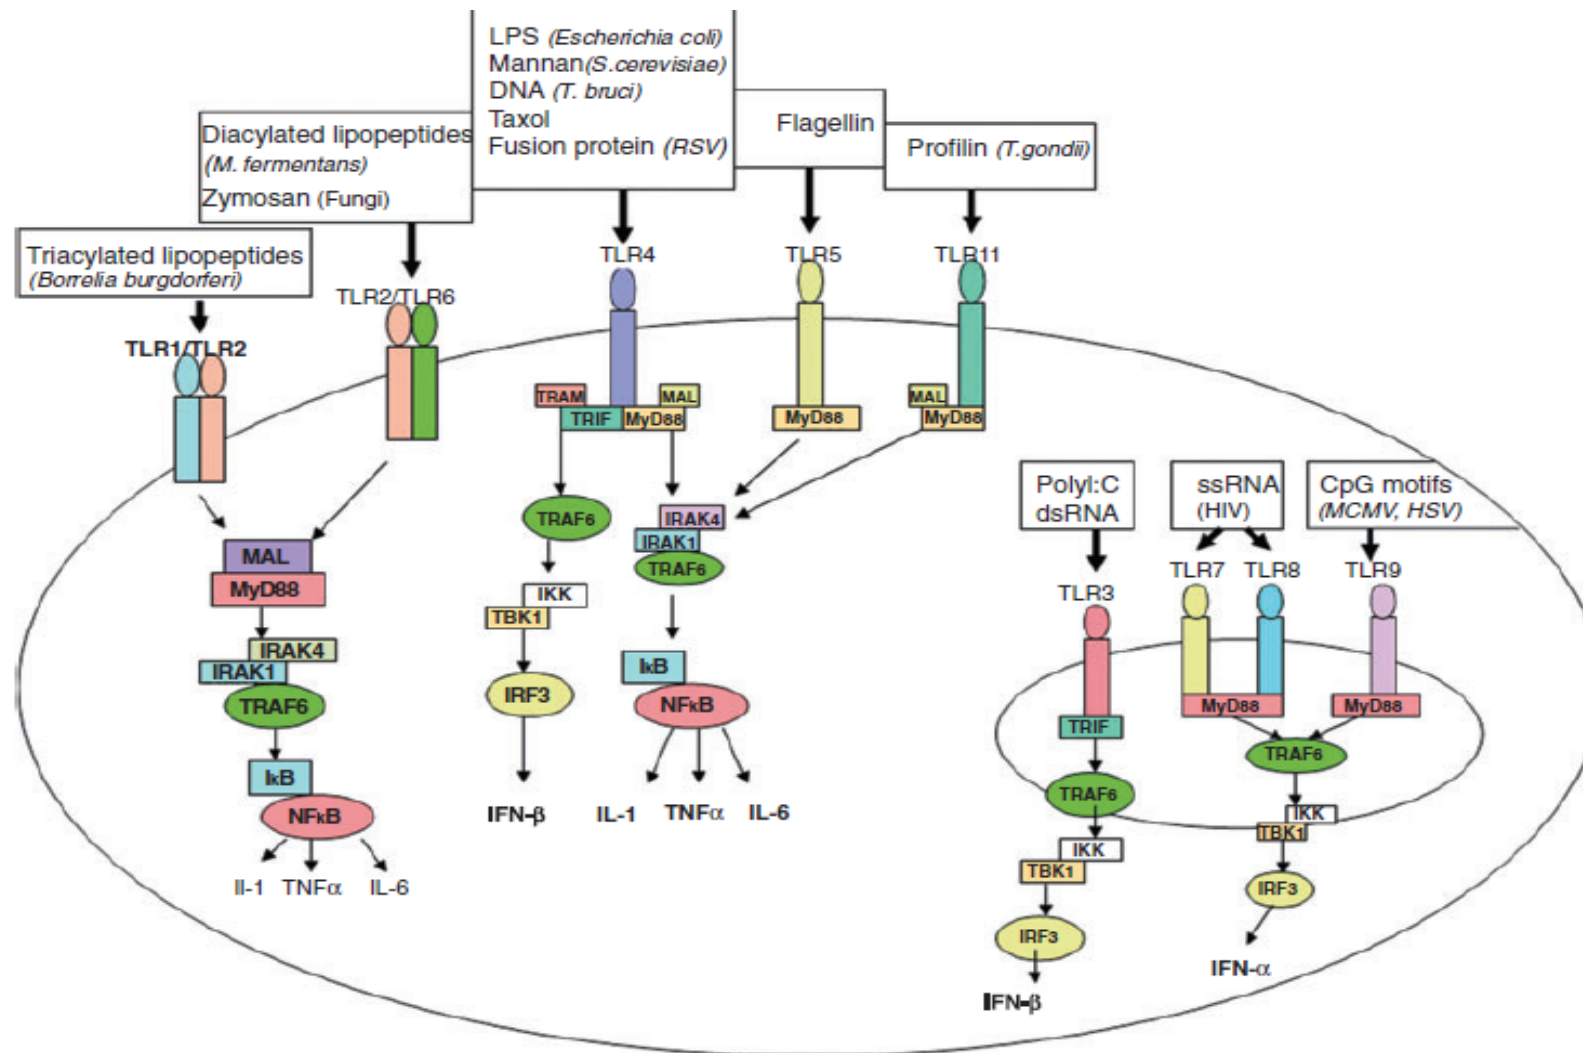 LPS (Escherichia coli)
Mannan(S.cerevisiae)
DNA (T. bruci)
Taxol
Fusion protein (RSV)
Flagellin
Profilin (T.gondii)
Diacylated lipopeptides
(M. fermentans)
Zymosan (Fungi)
Triacylated lipopeptides
(Borrelia burgdorferi)
TLR1/TLR2
TLR2/TLR6
TLR4
TLR5
TLR11
MAL
MyD88
IRAK4
IRAK1
TRAF6
IκB
NFκB
Il-1 TNFα IL-6
TRAM
TRIF
MyD88
MAL
TRAF6
IKK
TBK1
IRF3
IFN-β
MyD88
MAL
MyD88
IRAK4
IRAK1
TRAF6
IκB
NFκB
IL-1 TNFα IL-6
PolyI:C
dsRNA
TLR3
TRIF
TRAF6
IKK
TBK1
IRF3
IFN-β
ssRNA
(HIV)
TLR7 TLR8
MyD88
CpG motifs
(MCMV, HSV)
TLR9
MyD88
TRAF6
IKK
TBK1
IRF3
IFN-α